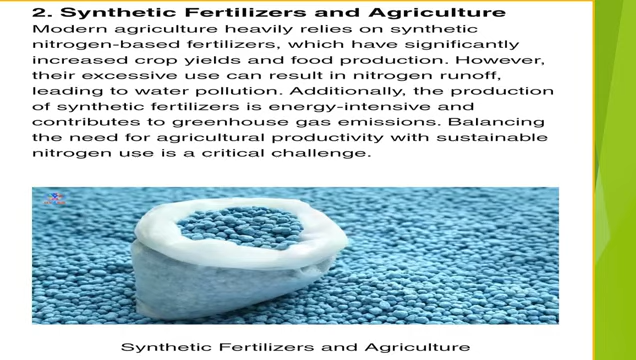 2. Synthetic Fertilizers and Agriculture
Modern agriculture heavily relies on synthetic
nitrogen-based fertilizers, which have significantly
increased crop yields and food production. However,
their excessive use can result in nitrogen runoff,
leading to water pollution. Additionally, the production
of synthetic fertilizers is energy-intensive and
contributes to greenhouse gas emissions. Balancing
the need for agricultural productivity with sustainable
nitrogen use is a critical challenge.
Synthetic Fertilizers and Agriculture